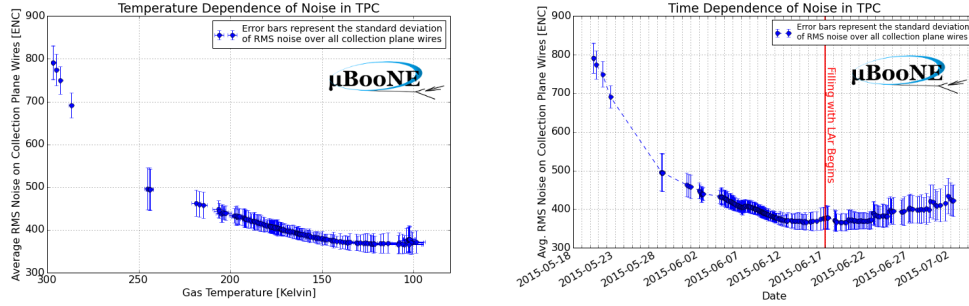 Temperature Dependence of Noise in TPC
Average RMS Noise on Collection Plane Wires [ENC]
900
800
700
600
500
400
300
Error bars represent the standard deviation
of RMS noise over all collection plane wires
µBooNE
300 250 200 150 100
Gas Temperature [Kelvin]
Time Dependence of Noise in TPC
Avg. RMS Noise on Collection Plane Wires [ENC]
900
800
700
600
500
400
300
Error bars represent the standard deviation
of RMS noise over all collection plane wires
µBooNE
Filling with LAr Begins
2015-05-18 2015-05-23 2015-05-28 2015-06-02 2015-06-07 2015-06-12 2015-06-17 2015-06-22 2015-06-27 2015-07-02
Date